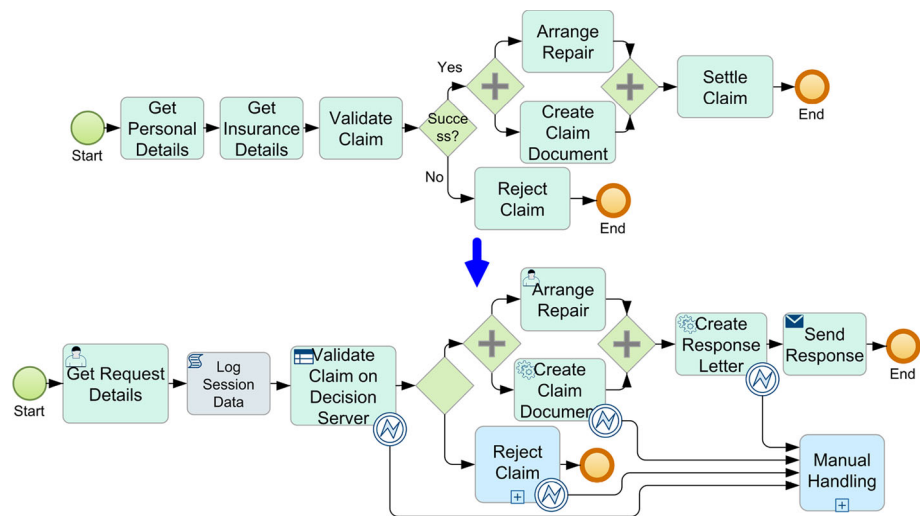 Start
Get
Personal
Details
Get
Insurance
Details
Validate
Claim
Succe
ss?
Yes
No
Arrange
Repair
Create
Claim
Document
Settle
Claim
End
Reject
Claim
End
Start
Get Request
Details
Log
Session
Data
Validate
Claim on
Decision
Server
Arrange
Repair
Create
Claim
Document
Reject
Claim
Create
Response
Letter
Send
Response
End
Manual
Handling